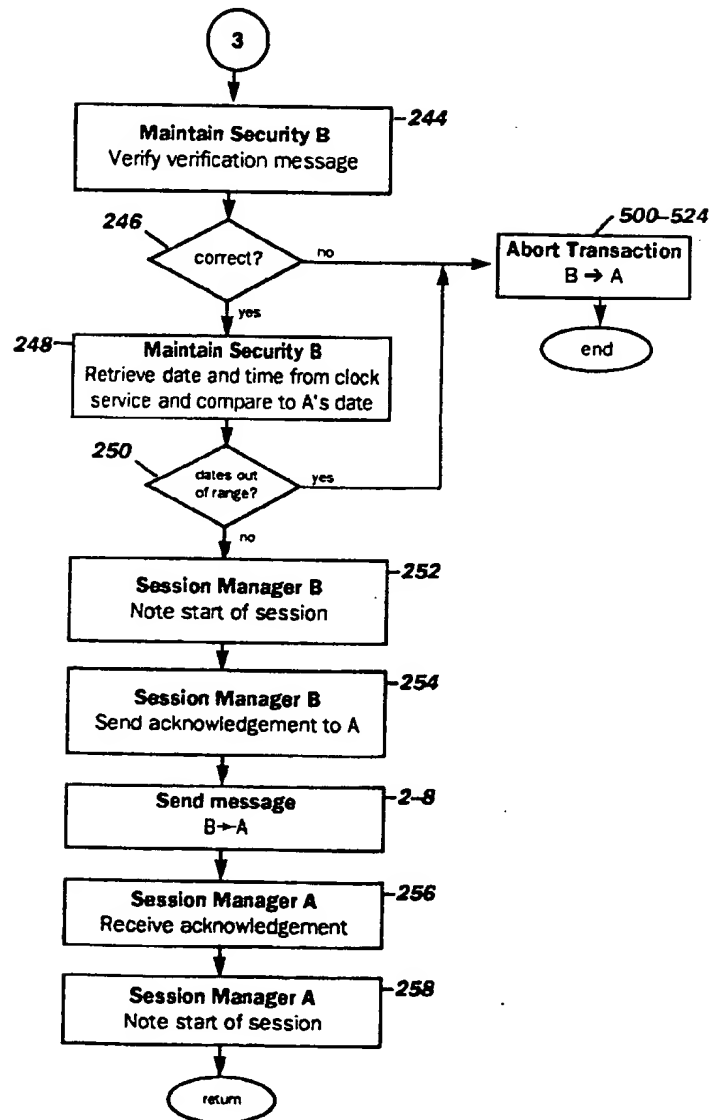 3
Maintain Security B
Verify verification message
244
246
correct?
no
yes
500–524
Abort Transaction
B → A
end
248
Maintain Security B
Retrieve date and time from clock
service and compare to A's date
250
dates out
of range?
yes
no
Session Manager B
Note start of session
252
Session Manager B
Send acknowledgement to A
254
Send message
B→A
2–8
Session Manager A
Receive acknowledgement
256
Session Manager A
Note start of session
258
return